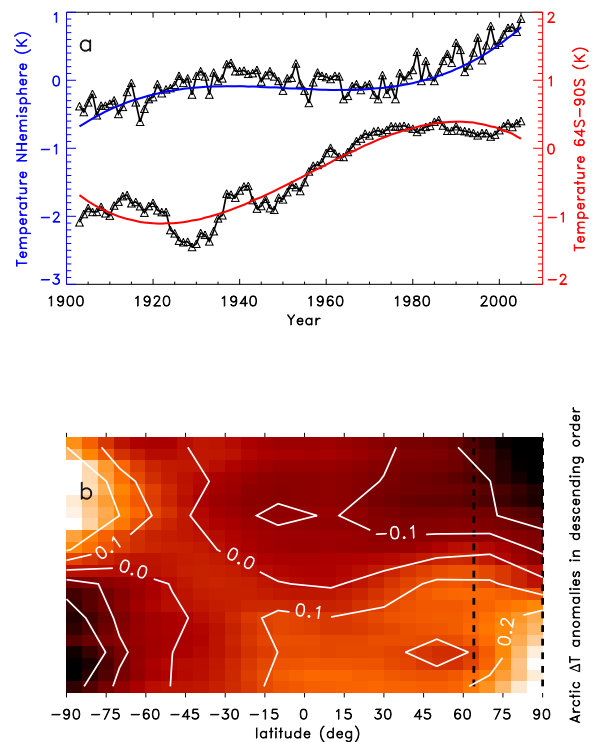 a
Temperature NHemisphere (K)
1
0
−1
−2
−3
2
1
0
−1
−2
Temperature 64S−90S (K)
1900 1920 1940 1960 1980 2000
Year
b
0.1
0.0
0.0
−0.1
0.1
0.2
Arctic ΔT anomalies in descending order
−90 −75 −60 −45 −30 −15 0 15 30 45 60 75 90
latitude (deg)